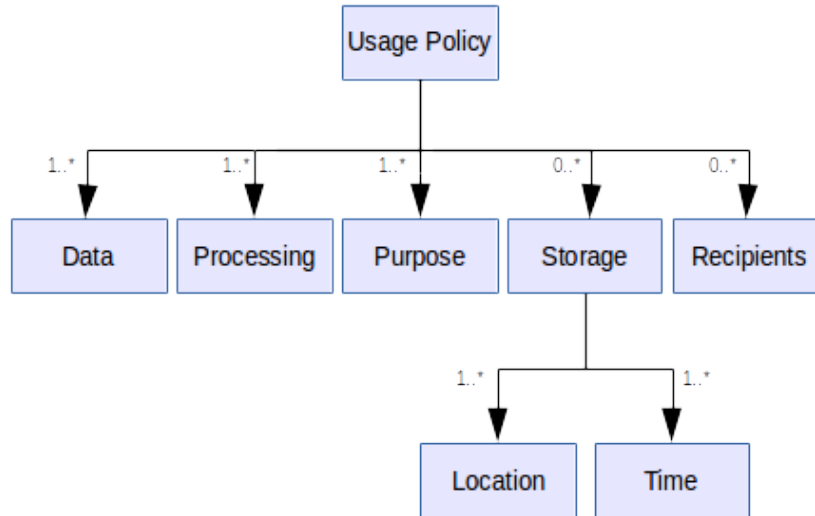 Usage Policy
1..* 1..* 1..* 0..* 0..*
Data Processing Purpose Storage Recipients
1..* 1..*
Location Time